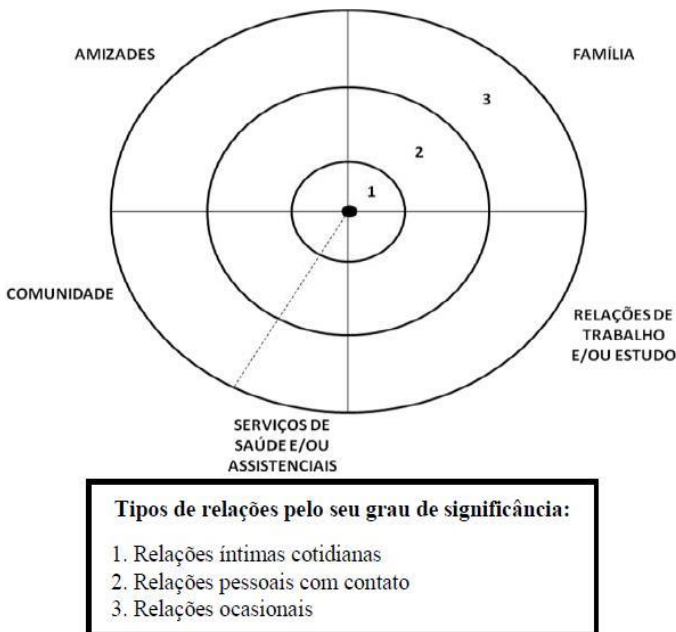 AMIZADES
FAMÍLIA
3
2
1
COMUNIDADE
RELAÇÕES DE
TRABALHO
E/OU ESTUDO
SERVIÇOS DE
SAÚDE E/OU
ASSISTENCIAIS
Tipos de relações pelo seu grau de significância:
1. Relações íntimas cotidianas
2. Relações pessoais com contato
3. Relações ocasionais